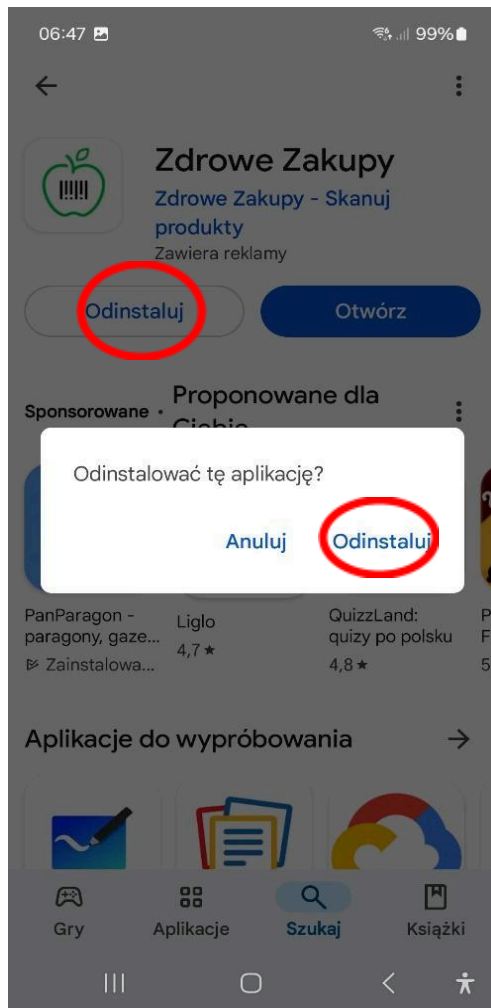 06:47
99%
Zdrowe Zakupy
Zdrowe Zakupy - Skanuj
produkty
Zawiera reklamy
Odinstaluj
Otwórz
Sponsorowane •
Proponowane dla
Ciebie
Odinstalować tę aplikację?
Anuluj
Odinstaluj
PanParagon -
paragony, gaze...
Zainstalowa...
Liglo
4,7 ★
QuizzLand:
quizy po polsku
4,8 ★
P
F
5
Aplikacje do wypróbowania
Gry
Aplikacje
Szukaj
Książki